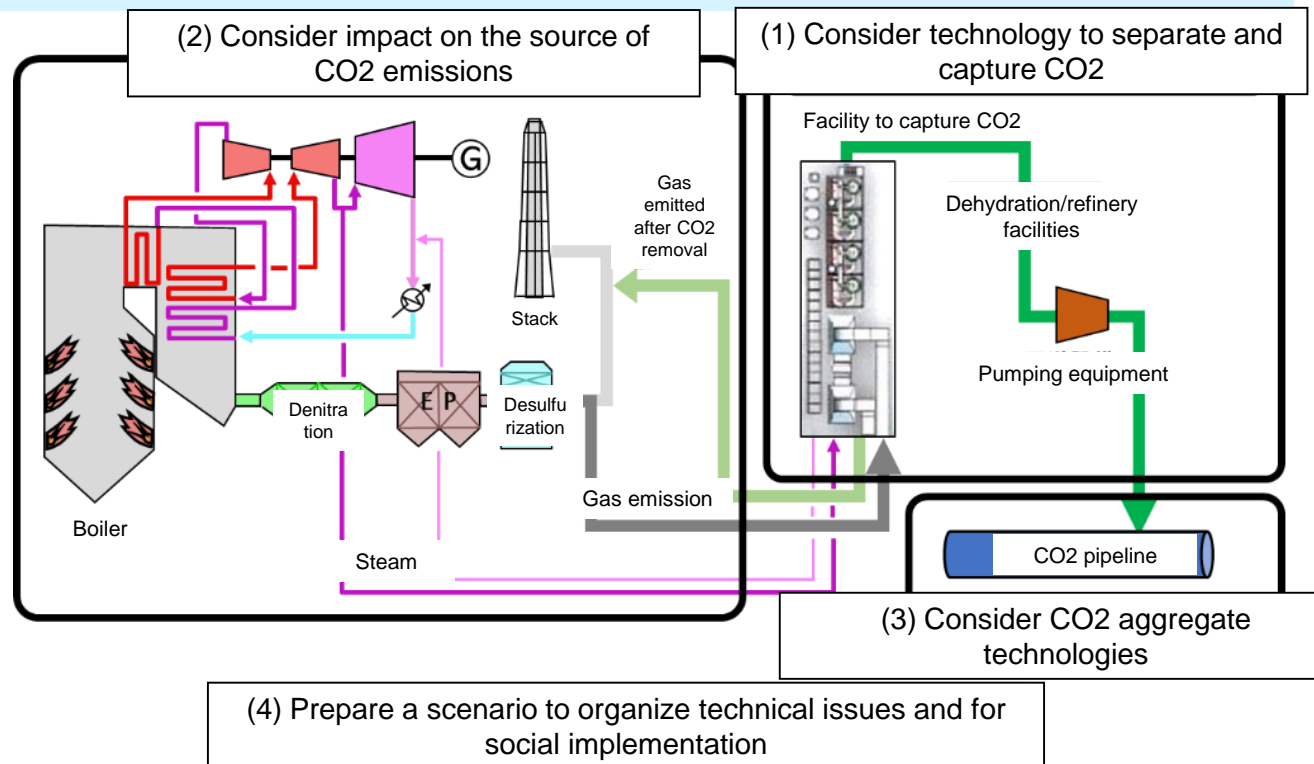 (2) Consider impact on the source of
CO2 emissions
(1) Consider technology to separate and
capture CO2
Facility to capture CO2
G
Gas
emitted
after CO2
removal
Dehydration/refinery
facilities
Stack
Pumping equipment
E P
Denitra
tion
Desulfu
rization
Gas emission
Boiler
Steam
CO2 pipeline
(3) Consider CO2 aggregate
technologies
(4) Prepare a scenario to organize technical issues and for
social implementation